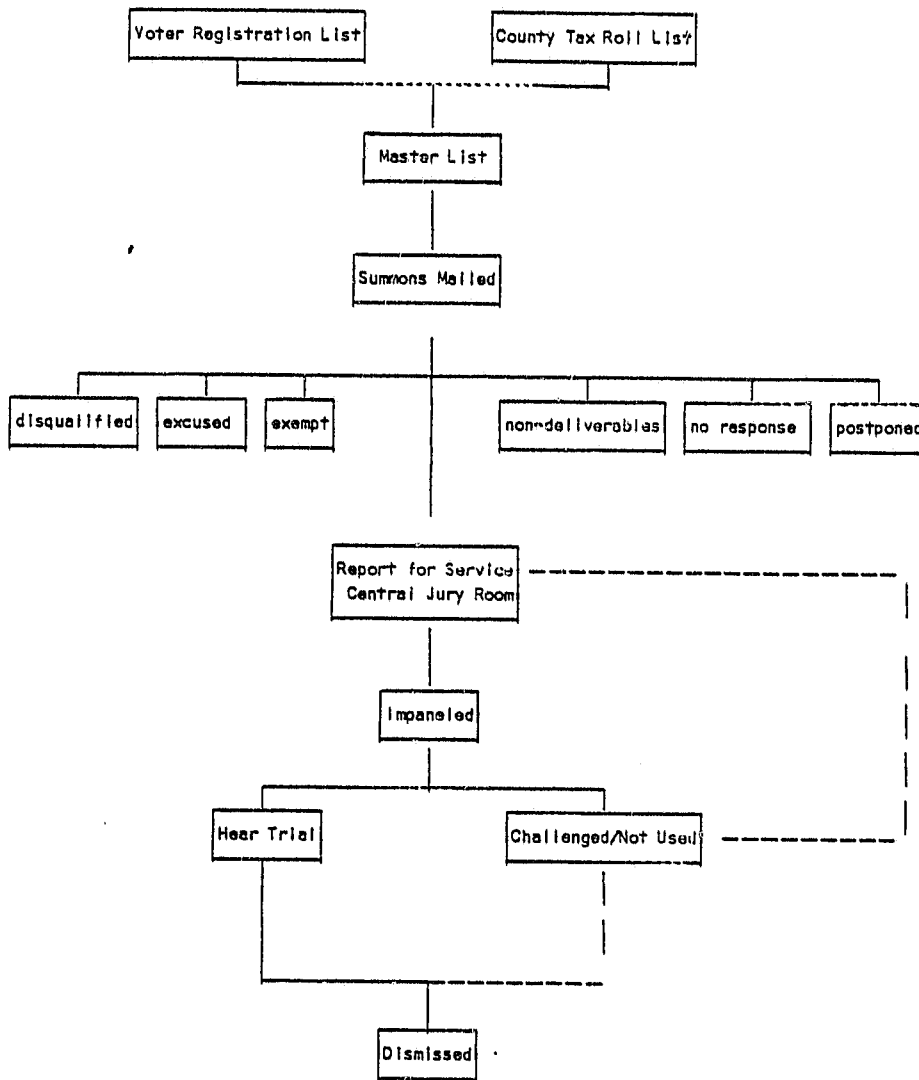 Voter Registration List
County Tax Roll List
Master List
Summons Mailed
disqualified
excused
exempt
non-deliverables
no response
postponed
Report for Service
Central Jury Room
Impaneled
Hear Trial
Challenged/Not Used
Dismissed